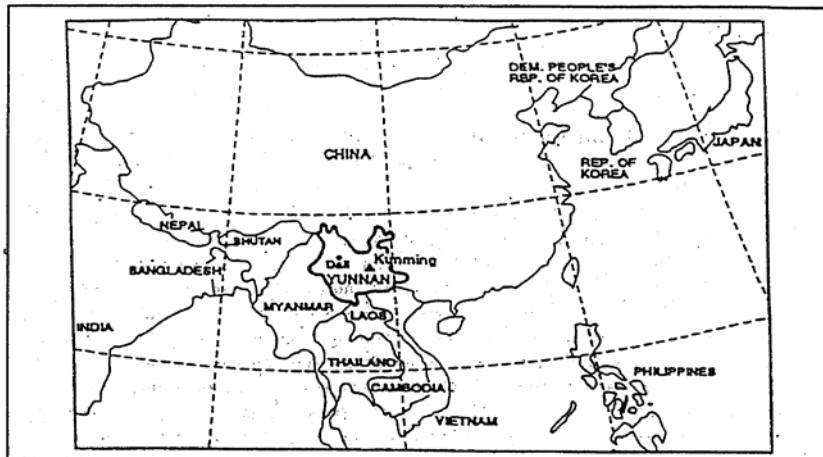 DEM. PEOPLE'S
REP. OF KOREA
JAPAN
CHINA
REP. OF
KOREA
NEPAL
BHUTAN
Kunming
Dali
BANGLADESH
YUNNAN
MYANMAR
LAOS
INDIA
THAILAND
PHILIPPINES
CAMBODIA
VIETNAM